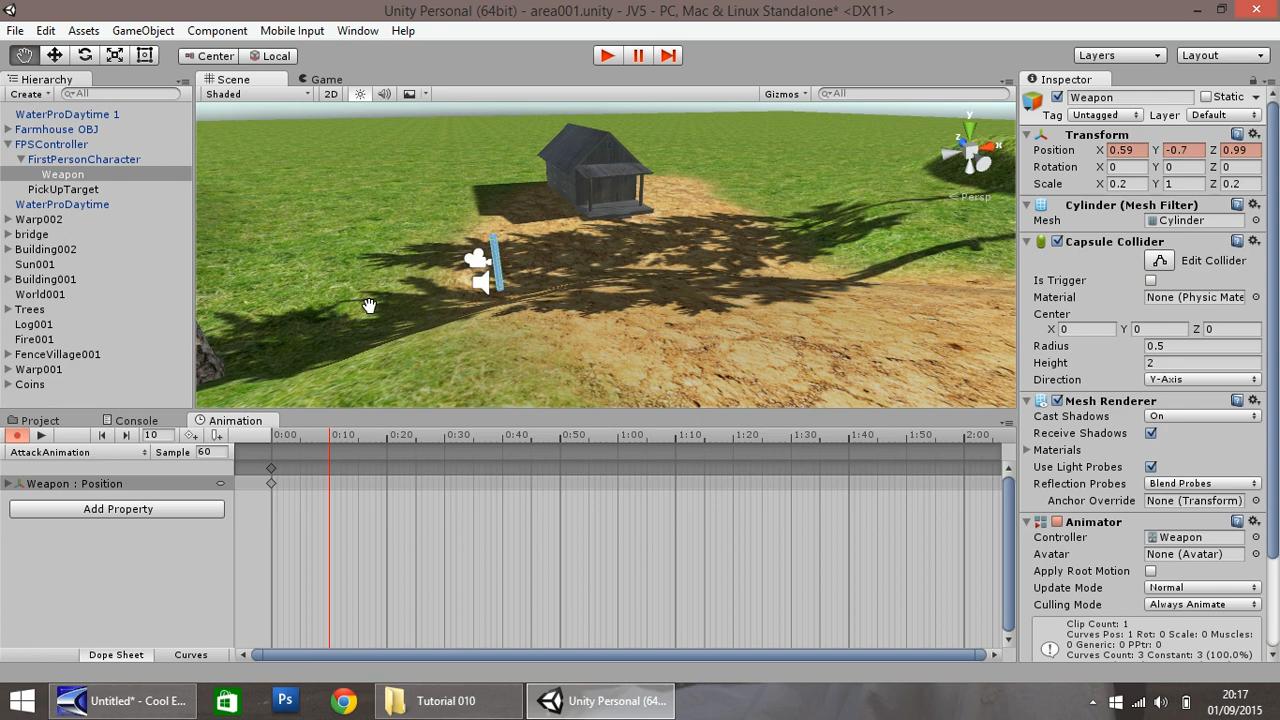 Unity Personal (64bit) - area001.unity - JV5 - PC, Mac & Linux Standalone* <DX11>
File Edit Assets GameObject Component Mobile Input Window Help
Center Local Layers Layout
Hierarchy
Create All
WaterProDaytime 1
Farmhouse OBJ
FPSController
FirstPersonCharacter
Weapon
PickUpTarget
WaterProDaytime
Warp002
bridge
Building002
Sun001
Building001
World001
Trees
Log001
Fire001
FenceVillage001
Warp001
Coins
Scene Game
Shaded 2D Gizmos All
y
z x
Persp
Inspector
Weapon Static
Tag Untagged Layer Default
Transform
Position X 0.59 Y -0.7 Z 0.99
Rotation X 0 Y 0 Z 0
Scale X 0.2 Y 1 Z 0.2
Cylinder (Mesh Filter)
Mesh Cylinder
Capsule Collider
Edit Collider
Is Trigger
Material None (Physic Mate
Center
X 0 Y 0 Z 0
Radius 0.5
Height 2
Direction Y-Axis
Mesh Renderer
Cast Shadows On
Receive Shadows
Materials
Use Light Probes
Reflection Probes Blend Probes
Anchor Override None (Transform)
Animator
Controller Weapon
Avatar None (Avatar)
Apply Root Motion
Update Mode Normal
Culling Mode Always Animate
Clip Count: 1
Curves Pos: 1 Rot: 0 Scale: 0 Muscles:
0 Generic: 0 PPtr: 0
Curves Count: 3 Constant: 3 (100.0%)
Project Console Animation
10 0:00 0:10 0:20 0:30 0:40 0:50 1:00 1:10 1:20 1:30 1:40 1:50 2:00
AttackAnimation Sample 60
Weapon : Position
Add Property
Dope Sheet Curves
Untitled* - Cool E... Ps Tutorial 010 Unity Personal (64...
20:17
01/09/2015